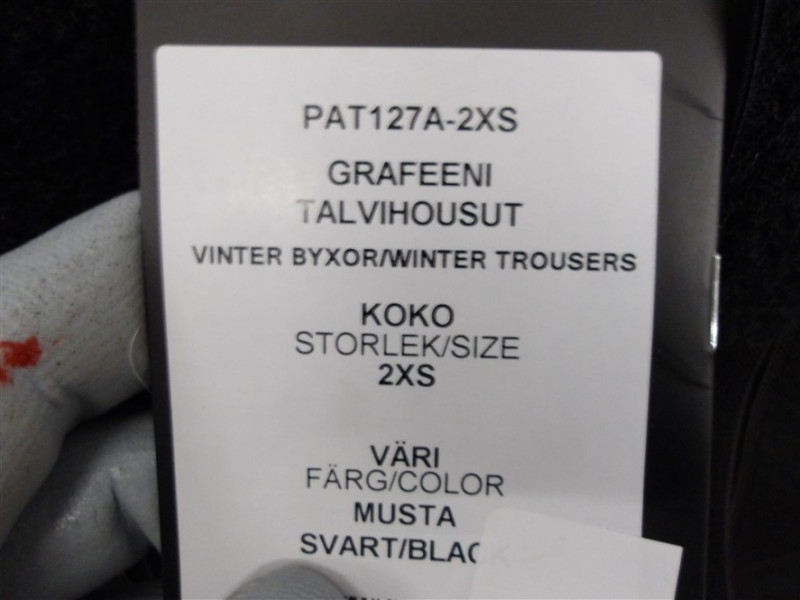 PAT127A-2XS
GRAFEENI
TALVIHOUSUT
VINTER BYXOR/WINTER TROUSERS
KOKO
STORLEK/SIZE
2XS
VÄRI
FÄRG/COLOR
MUSTA
SVART/BLACK